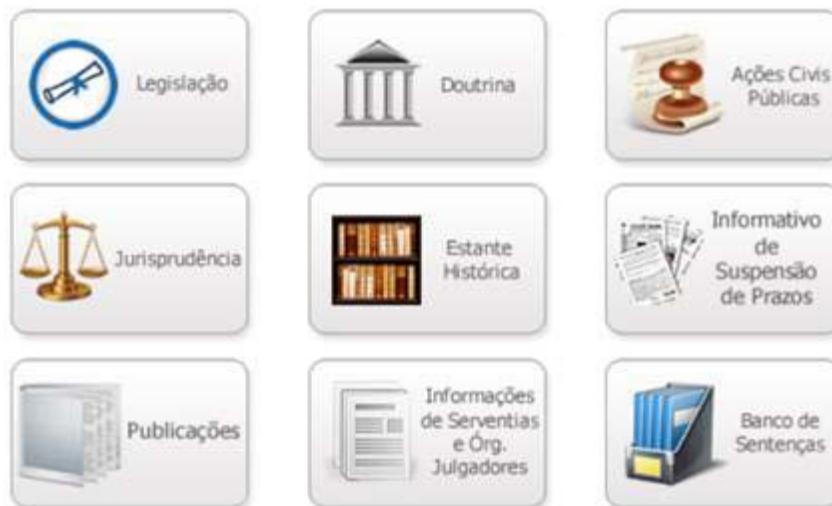 Legislação
Doutrina
Ações Civis
Públicas
Jurisprudência
Estante
Histórica
Informativo
de
Suspensão
de Prazos
Publicações
Informações
de Serventias
e Órg.
Julgadores
Banco de
Sentenças